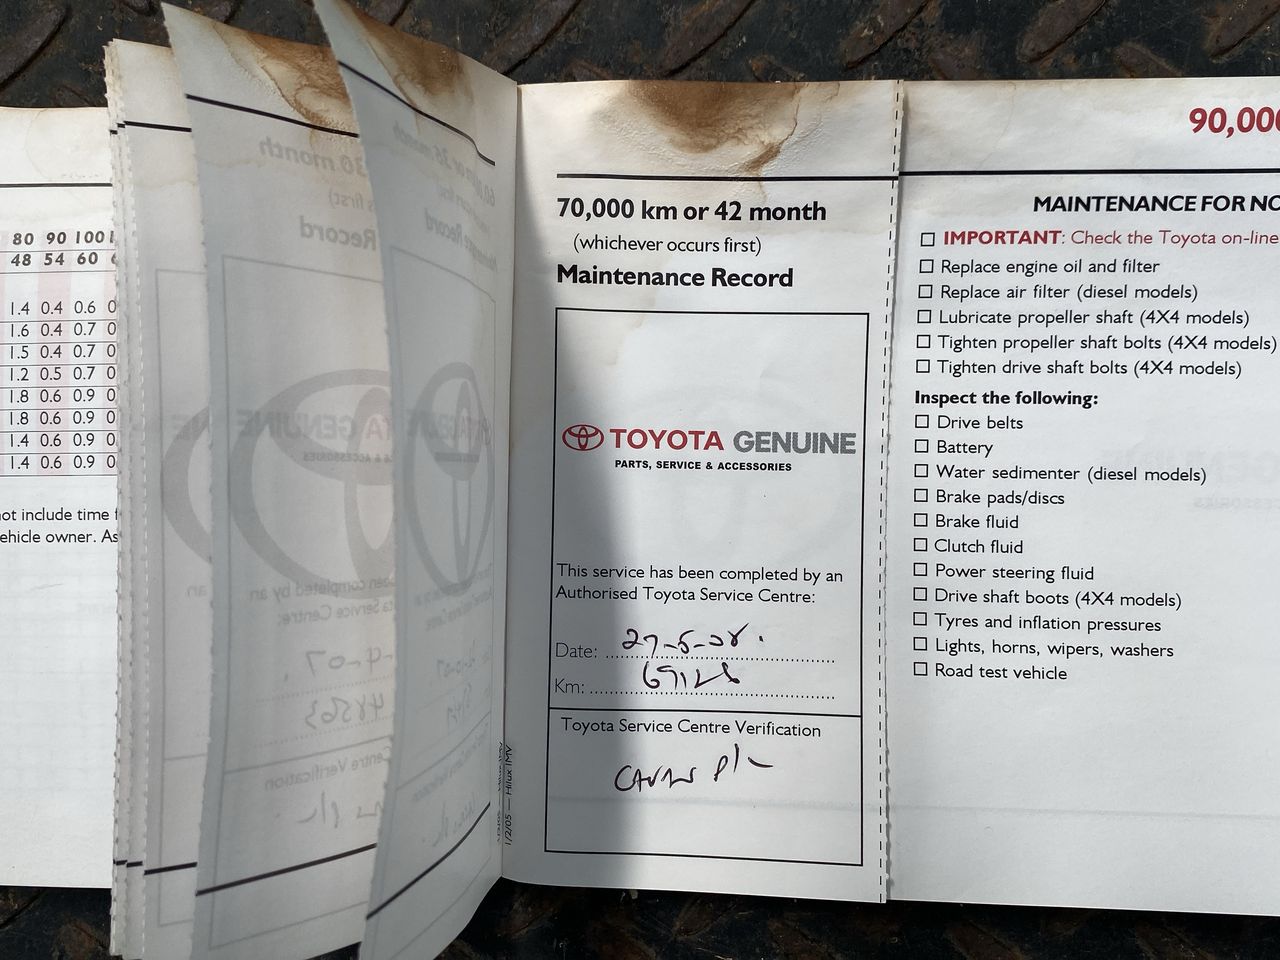 80 90 100
48 54 60
1.4 0.4 0.6 0
1.6 0.4 0.7 0
1.5 0.4 0.7 0
1.2 0.5 0.7 0
1.8 0.6 0.9 0
1.8 0.6 0.9 0
1.4 0.6 0.9 0
1.4 0.6 0.9 0
not include time
ehicle owner. As
70,000 km or 42 month
(whichever occurs first)
Maintenance Record
TOYOTA GENUINE
PARTS, SERVICE & ACCESSORIES
This service has been completed by an
Authorised Toyota Service Centre:
Date: 27-5-08.
Km:
Toyota Service Centre Verification
1/2/05 — Hilux IMV
90,000
MAINTENANCE FOR NO
IMPORTANT: Check the Toyota on-line
Replace engine oil and filter
Replace air filter (diesel models)
Lubricate propeller shaft (4X4 models)
Tighten propeller shaft bolts (4X4 models)
Tighten drive shaft bolts (4X4 models)
Inspect the following:
Drive belts
Battery
Water sedimenter (diesel models)
Brake pads/discs
Brake fluid
Clutch fluid
Power steering fluid
Drive shaft boots (4X4 models)
Tyres and inflation pressures
Lights, horns, wipers, washers
Road test vehicle